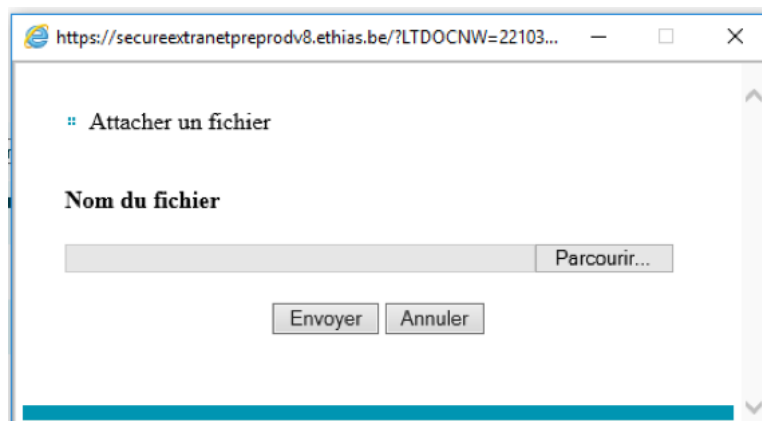 https://secureextranetpreprodv8.ethias.be/?LTDOCNW=22103...
Attacher un fichier
Nom du fichier
Parcourir...
Envoyer Annuler